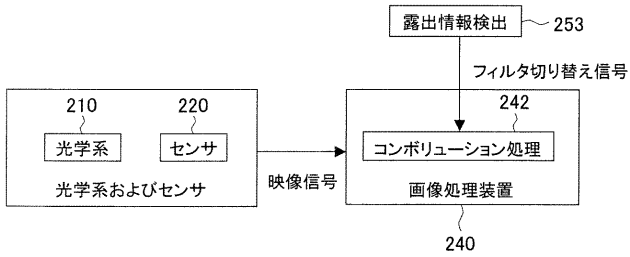 露出情報検出
253
フィルタ切り替え信号
210
220
242
光学系
センサ
コンボリューション処理
光学系およびセンサ
映像信号
画像処理装置
240